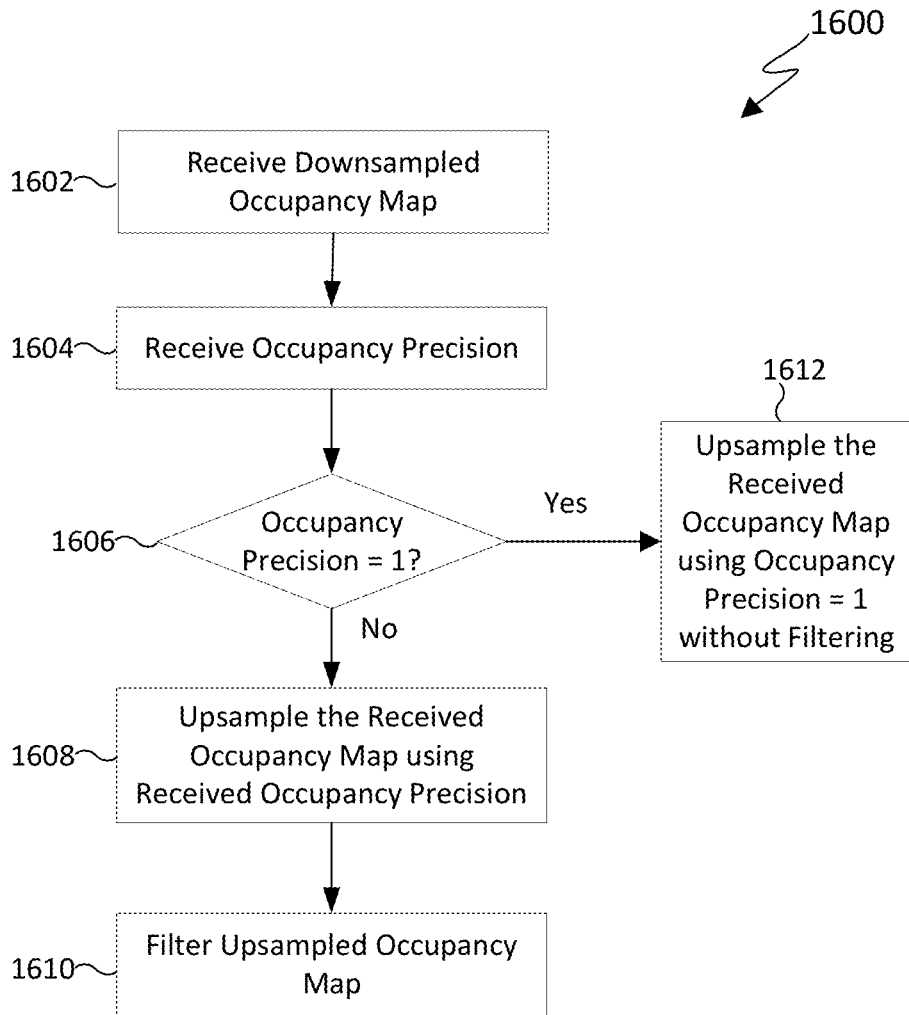 1600
1602
Receive Downsampled
Occupancy Map
1604
Receive Occupancy Precision
1606
Occupancy
Precision = 1?
Yes
No
1612
Upsample the
Received
Occupancy Map
using Occupancy
Precision = 1
without Filtering
1608
Upsample the Received
Occupancy Map using
Received Occupancy Precision
1610
Filter Upsampled Occupancy
Map